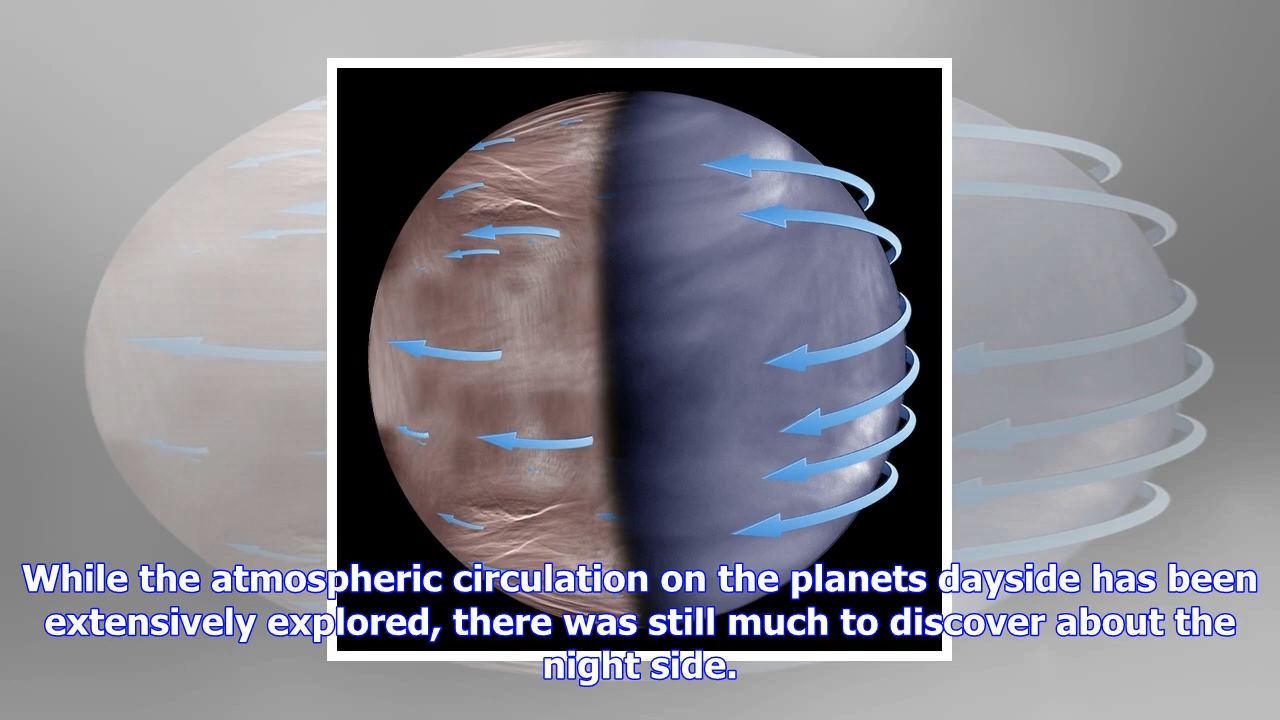 While the atmospheric circulation on the planets dayside has been
extensively explored, there was still much to discover about the
night side.